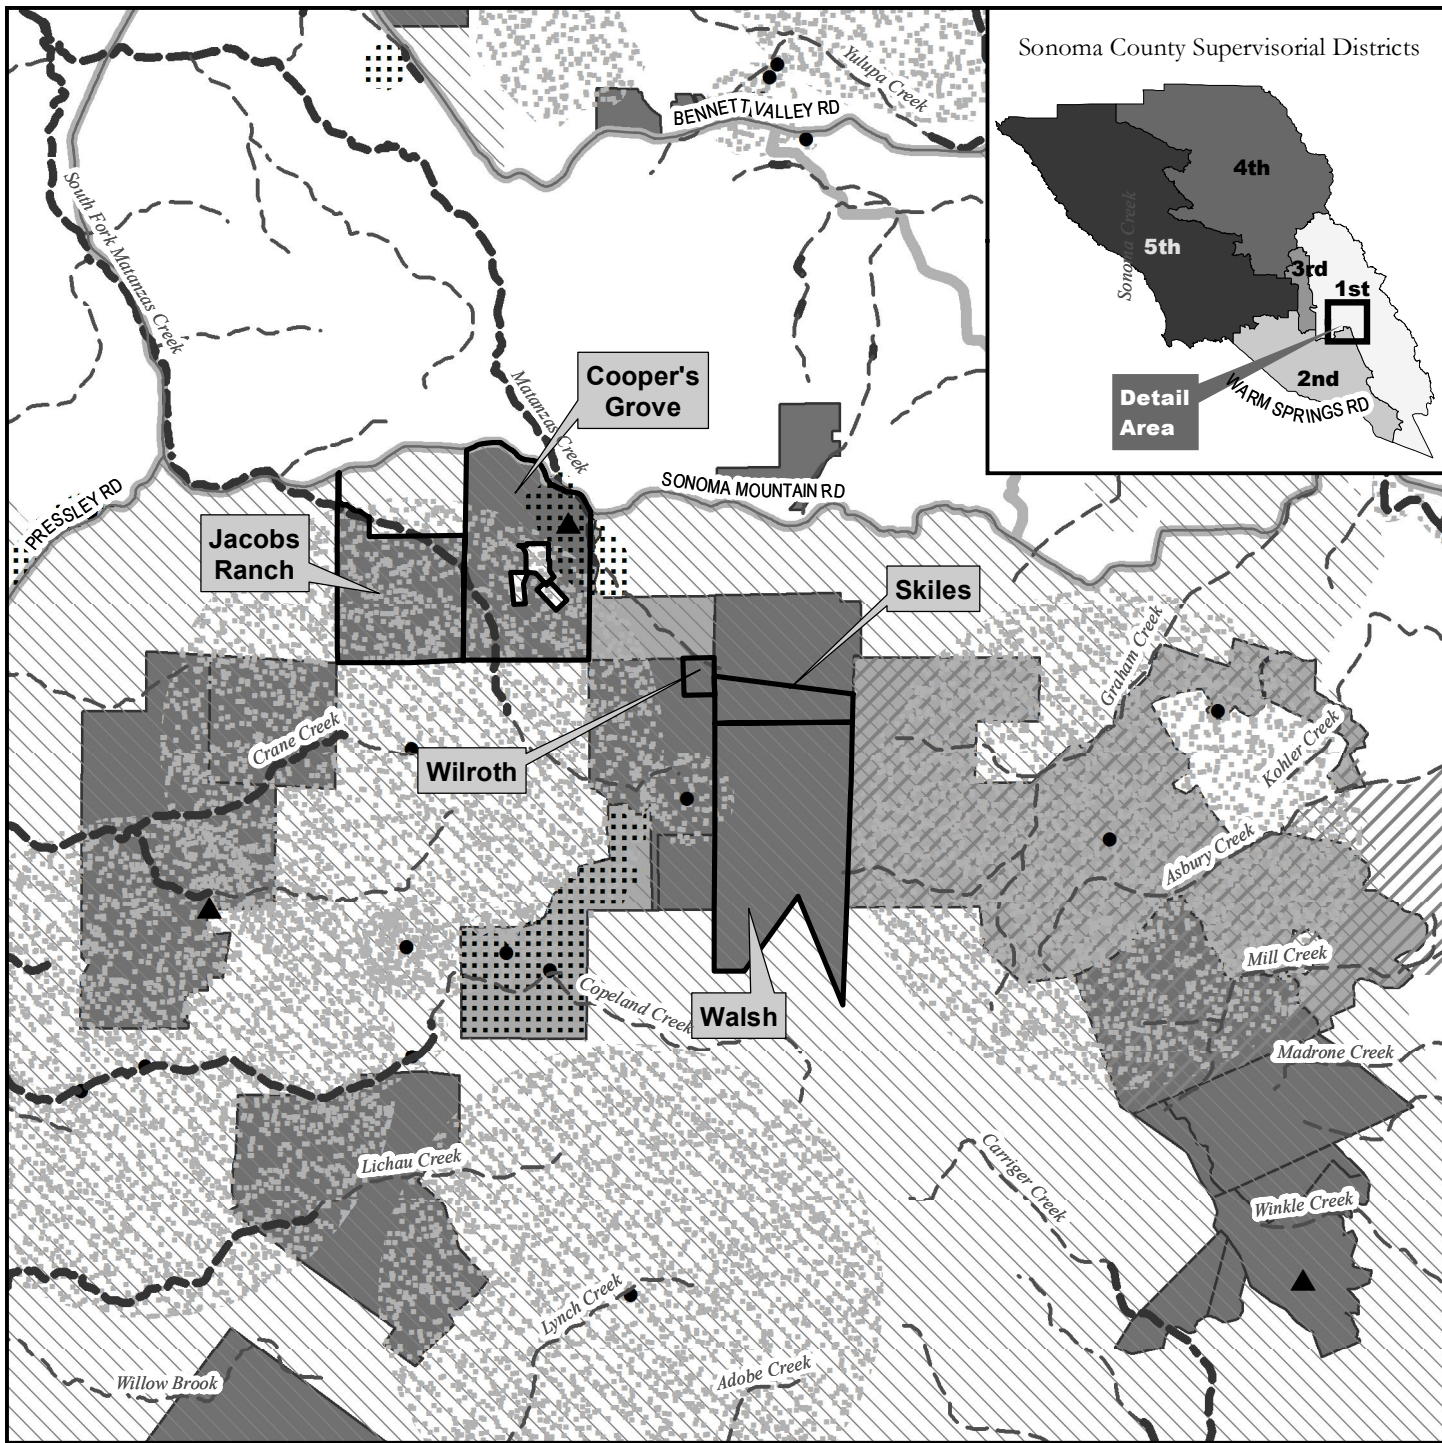 Sonoma County Supervisorial Districts
Yulupa Creek
BENNETT VALLEY RD
4th
5th
Sonoma Creek
3rd
1st
2nd
WARM SPRINGS RD
Detail
Area
South Fork Matanzas Creek
Matanzas Creek
Cooper's
Grove
SONOMA MOUNTAIN RD
PRESSLEY RD
Jacobs
Ranch
Skiles
Graham Creek
Kohler Creek
Crane Creek
Wilroth
Asbury Creek
Mill Creek
Copeland Creek
Walsh
Madrone Creek
Lichau Creek
Carriger Creek
Winkle Creek
Lynch Creek
Willow Brook
Adobe Creek